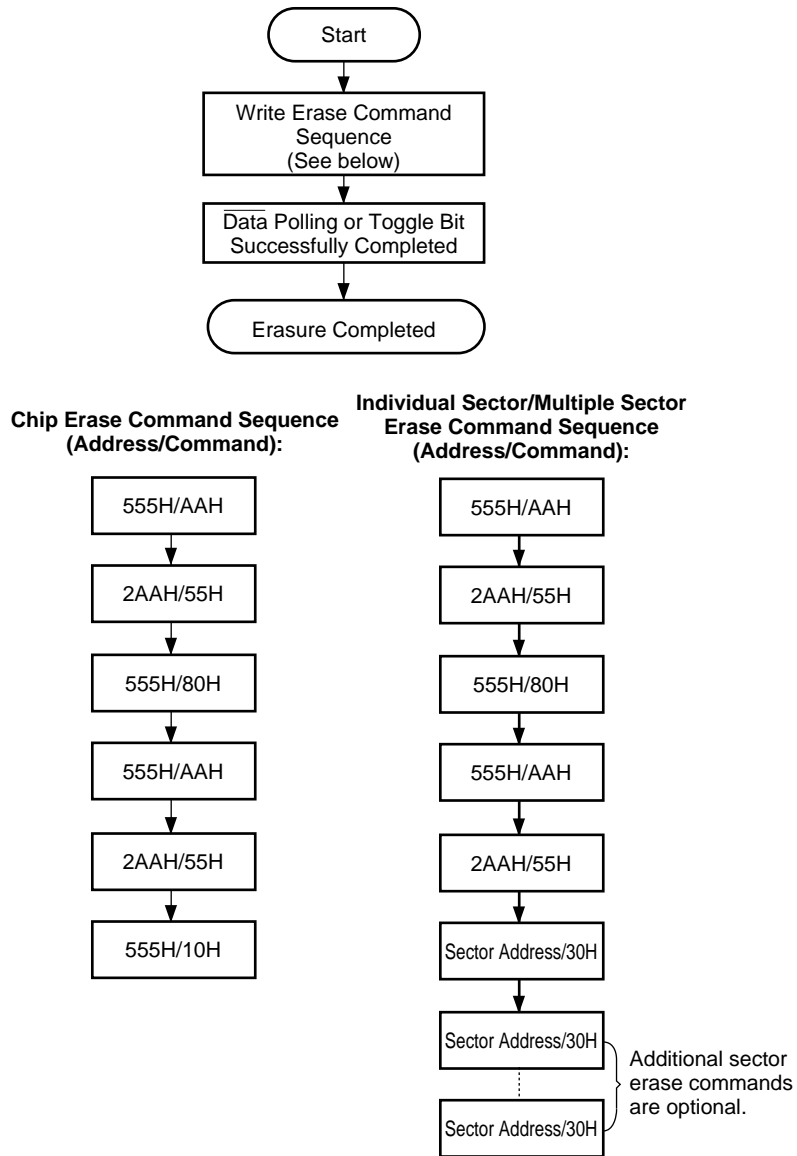 Start
Write Erase Command
Sequence
(See below)
Data Polling or Toggle Bit
Successfully Completed
Erasure Completed
Chip Erase Command Sequence
(Address/Command):
555H/AAH
2AAH/55H
555H/80H
555H/AAH
2AAH/55H
555H/10H
Individual Sector/Multiple Sector
Erase Command Sequence
(Address/Command):
555H/AAH
2AAH/55H
555H/80H
555H/AAH
2AAH/55H
Sector Address/30H
Sector Address/30H
Sector Address/30H
Additional sector
erase commands
are optional.